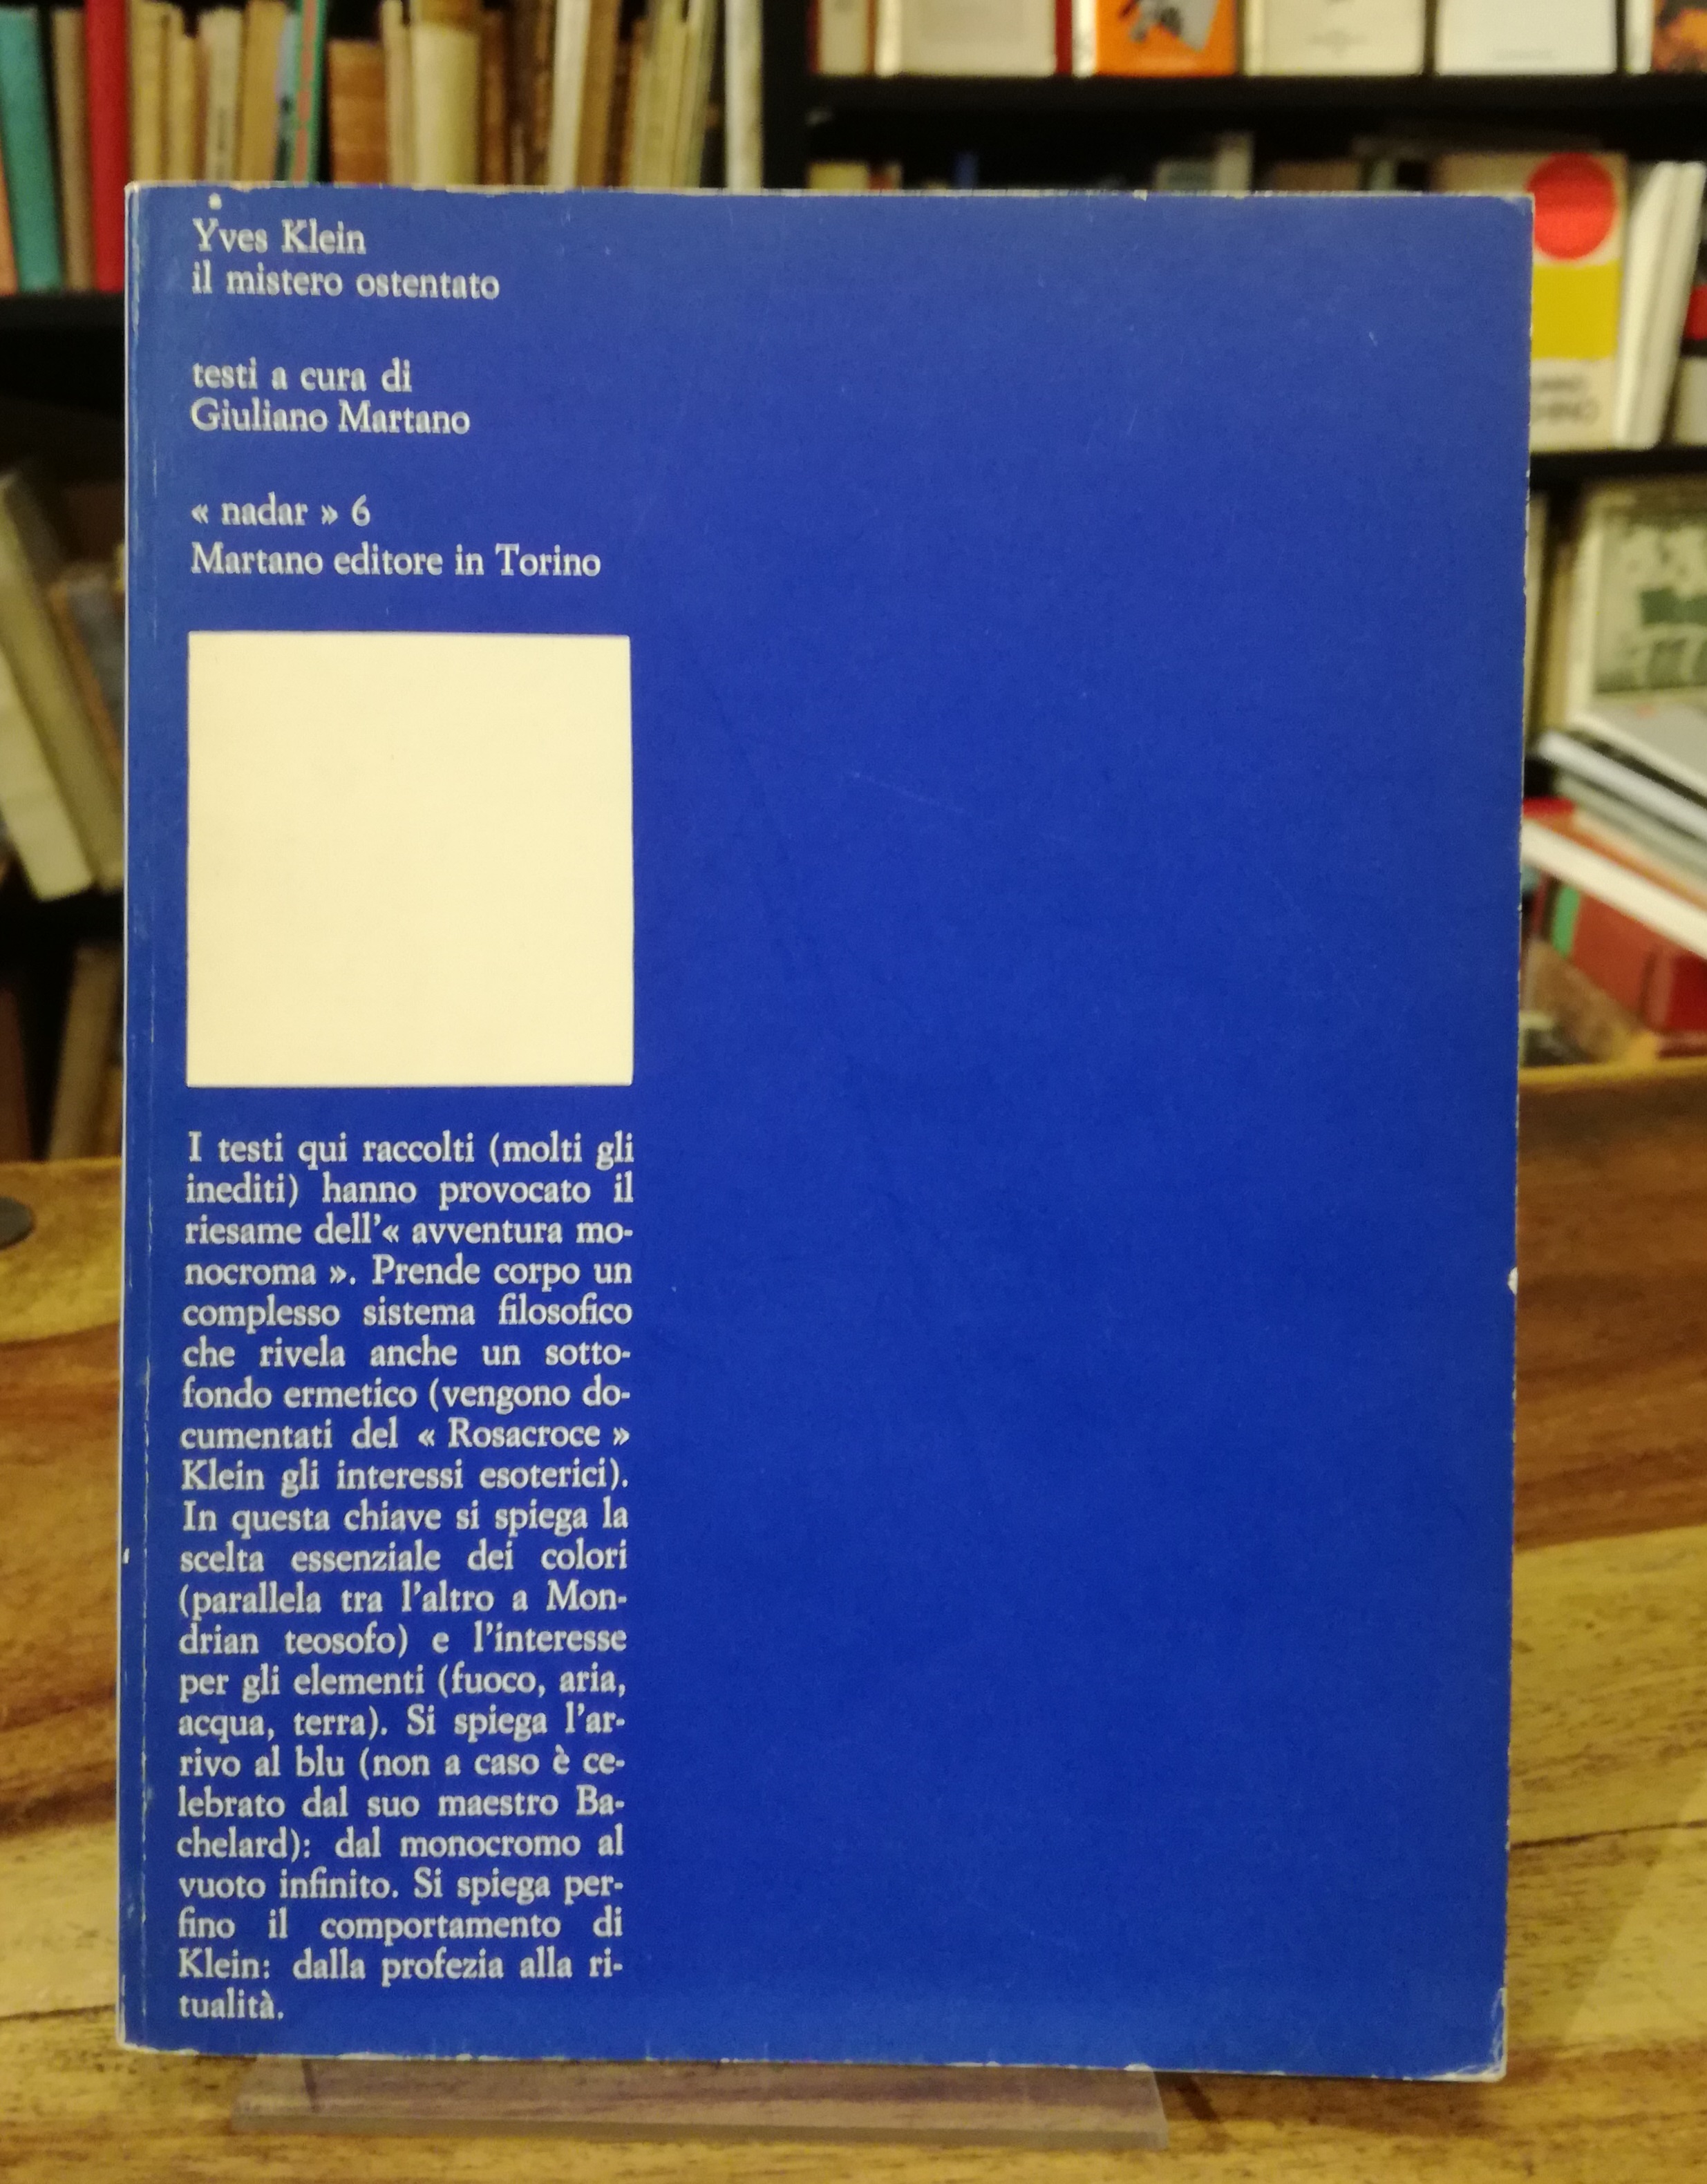 Yves Klein
il mistero ostentato
testi a cura di
Giuliano Martano
« nadar » 6
Martano editore in Torino
I testi qui raccolti (molti gli
inediti) hanno provocato il
riesame dell'« avventura mo-
nocroma ». Prende corpo un
complesso sistema filosofico
che rivela anche un sotto-
fondo ermetico (vengono do-
cumentati del « Rosacroce »
Klein gli interessi esoterici).
In questa chiave si spiega la
scelta essenziale dei colori
(parallela tra l'altro a Mon-
drian teosofo) e l'interesse
per gli elementi (fuoco, aria,
acqua, terra). Si spiega l'ar-
rivo al blu (non a caso è ce-
lebrato dal suo maestro Ba-
chelard): dal monocromo al
vuoto infinito. Si spiega per-
fino il comportamento di
Klein: dalla profezia alla ri-
tualità.